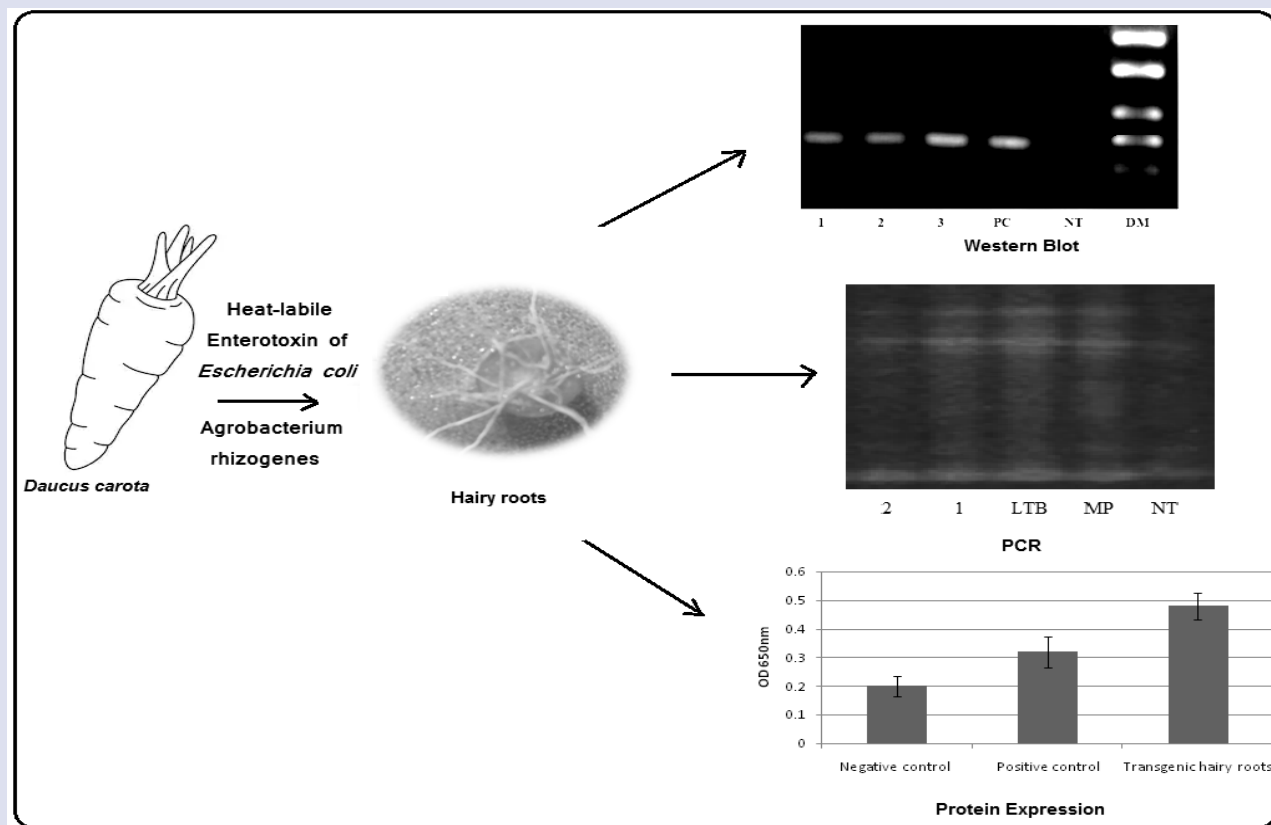 Daucus carota
Heat-labile
Enterotoxin of
Escherichia coli
Agrobacterium
rhizogenes
Hairy roots
1 2 3 PC NT DM
Western Blot
2 1 LTB MP NT
PCR
OD650nm
0.6
0.5
0.4
0.3
0.2
0.1
0
Negative control Positive control Transgenic hairy roots
Protein Expression